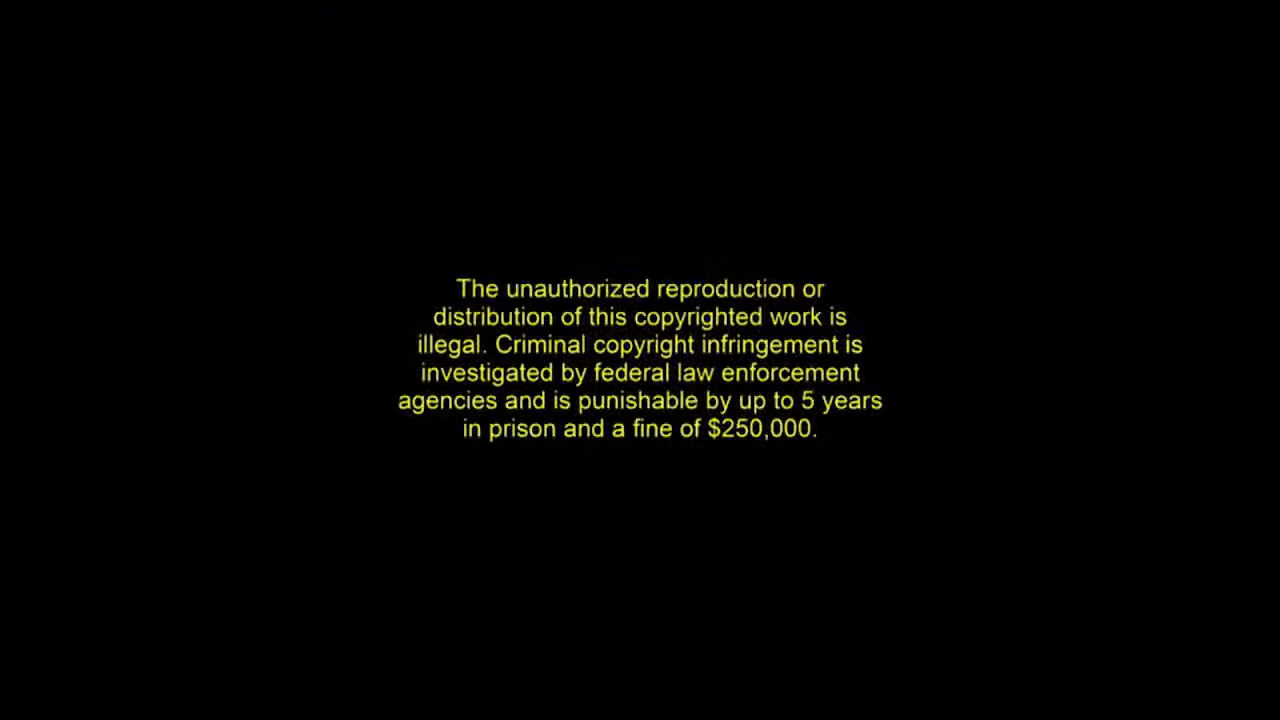 The unauthorized reproduction or
distribution of this copyrighted work is
illegal. Criminal copyright infringement is
investigated by federal law enforcement
agencies and is punishable by up to 5 years
in prison and a fine of $250,000.